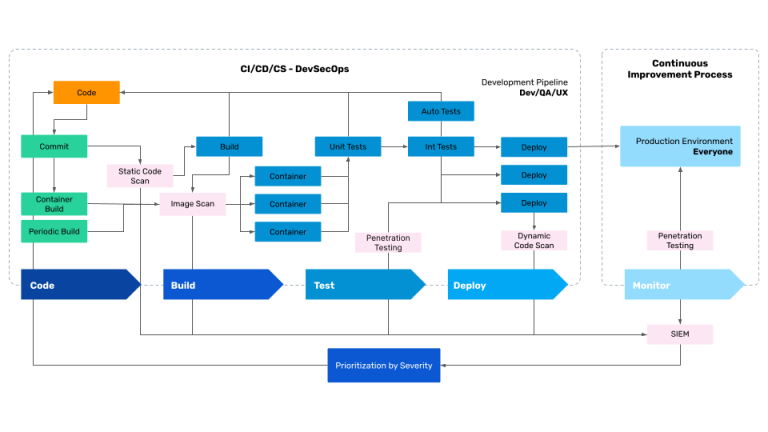 CI/CD/CS - DevSecOps
Continuous
Improvement Process
Development Pipeline
Dev/QA/UX
Code
Auto Tests
Commit
Build
Unit Tests
Int Tests
Deploy
Production Environment
Everyone
Static Code
Scan
Container
Deploy
Container
Build
Image Scan
Container
Deploy
Periodic Build
Container
Penetration
Testing
Dynamic
Code Scan
Penetration
Testing
Code
Build
Test
Deploy
Monitor
SIEM
Prioritization by Severity